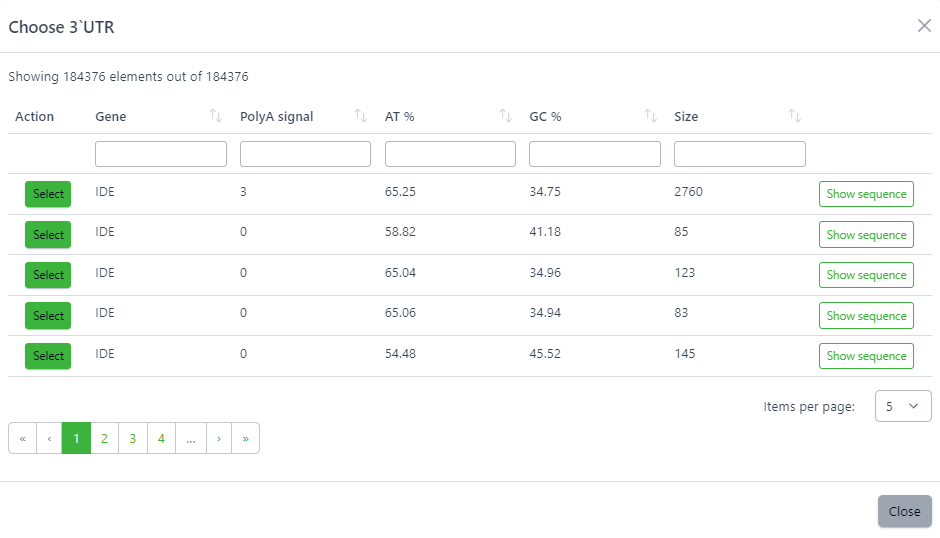 Choose 3`UTR
Showing 184376 elements out of 184376
Action Gene PolyA signal AT % GC % Size
Select IDE 3 65.25 34.75 2760 Show sequence
Select IDE 0 58.82 41.18 85 Show sequence
Select IDE 0 65.04 34.96 123 Show sequence
Select IDE 0 65.06 34.94 83 Show sequence
Select IDE 0 54.48 45.52 145 Show sequence
Items per page: 5
« ‹ 1 2 3 4 ... › »
Close